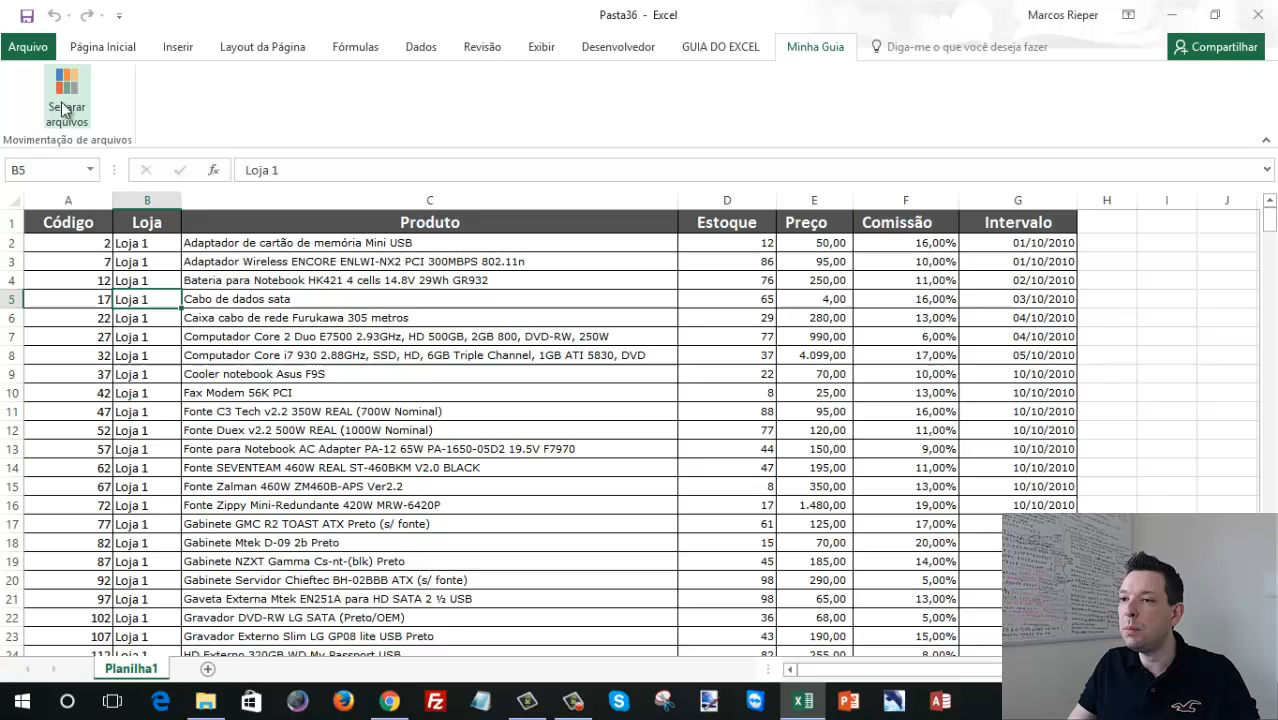 Pasta36 - Excel
Marcos Rieper
Arquivo Página Inicial Inserir Layout da Página Fórmulas Dados Revisão Exibir Desenvolvedor GUIA DO EXCEL Minha Guia Diga-me o que você deseja fazer Compartilhar
Separar
arquivos
Movimentação de arquivos
B5 fx Loja 1
A B C D E F G H I J
1 Código Loja Produto Estoque Preço Comissão Intervalo
2 2 Loja 1 Adaptador de cartão de memória Mini USB 12 50,00 16,00% 01/10/2010
3 7 Loja 1 Adaptador Wireless ENCORE ENLWI-NX2 PCI 300MBPS 802.11n 86 95,00 10,00% 01/10/2010
4 12 Loja 1 Bateria para Notebook HK421 4 cells 14.8V 29Wh GR932 76 250,00 11,00% 01/10/2010
5 17 Loja 1 Cabo de dados sata 65 4,00 16,00% 03/10/2010
6 22 Loja 1 Caixa cabo de rede Furukawa 305 metros 29 280,00 13,00% 04/10/2010
7 27 Loja 1 Computador Core 2 Duo E7500 2.93GHz, HD 500GB, 2GB 800, DVD-RW, 250W 77 990,00 6,00% 04/10/2010
8 32 Loja 1 Computador Core i7 930 2.88GHz, SSD, HD, 6GB Triple Channel, 1GB ATI 5830, DVD 37 4.099,00 17,00% 05/10/2010
9 37 Loja 1 Cooler notebook Asus F9S 22 70,00 10,00% 10/10/2010
10 42 Loja 1 Fax Modem 56K PCI 8 25,00 13,00% 10/10/2010
11 47 Loja 1 Fonte C3 Tech v2.2 350W REAL (700W Nominal) 88 95,00 16,00% 10/10/2010
12 52 Loja 1 Fonte Duex v2.2 500W REAL (1000W Nominal) 77 120,00 11,00% 10/10/2010
13 57 Loja 1 Fonte para Notebook AC Adapter PA-12 65W PA-1650-05D2 19.5V F7970 44 150,00 9,00% 10/10/2010
14 62 Loja 1 Fonte SEVENTEAM 460W REAL ST-460BKM V2.0 BLACK 47 195,00 11,00% 10/10/2010
15 67 Loja 1 Fonte Zalman 460W ZM460B-APS Ver2.2 8 350,00 13,00% 10/10/2010
16 72 Loja 1 Fonte Zippy Mini-Redundante 420W MRW-6420P 17 1.480,00 19,00% 10/10/2010
17 77 Loja 1 Gabinete GMC R2 TOAST ATX Preto (s/ fonte) 61 125,00 17,00%
18 82 Loja 1 Gabinete Mtek D-09 2b Preto 15 70,00 20,00%
19 87 Loja 1 Gabinete NZXT Gamma Cs-nt-(blk) Preto 45 185,00 14,00%
20 92 Loja 1 Gabinete Servidor Chieftec BH-02BBB ATX (s/ fonte) 98 290,00 5,00%
21 97 Loja 1 Gaveta Externa Mtek EN251A para HD SATA 2 ½ USB 98 65,00 13,00%
22 102 Loja 1 Gravador DVD-RW LG SATA (Preto/OEM) 36 68,00 5,00%
23 107 Loja 1 Gravador Externo Slim LG GP08 lite USB Preto 43 190,00 15,00%
24 112 Loja 1 HD Externo 320GB WD My Passport USB 82 255,00 8,00%
Planilha1